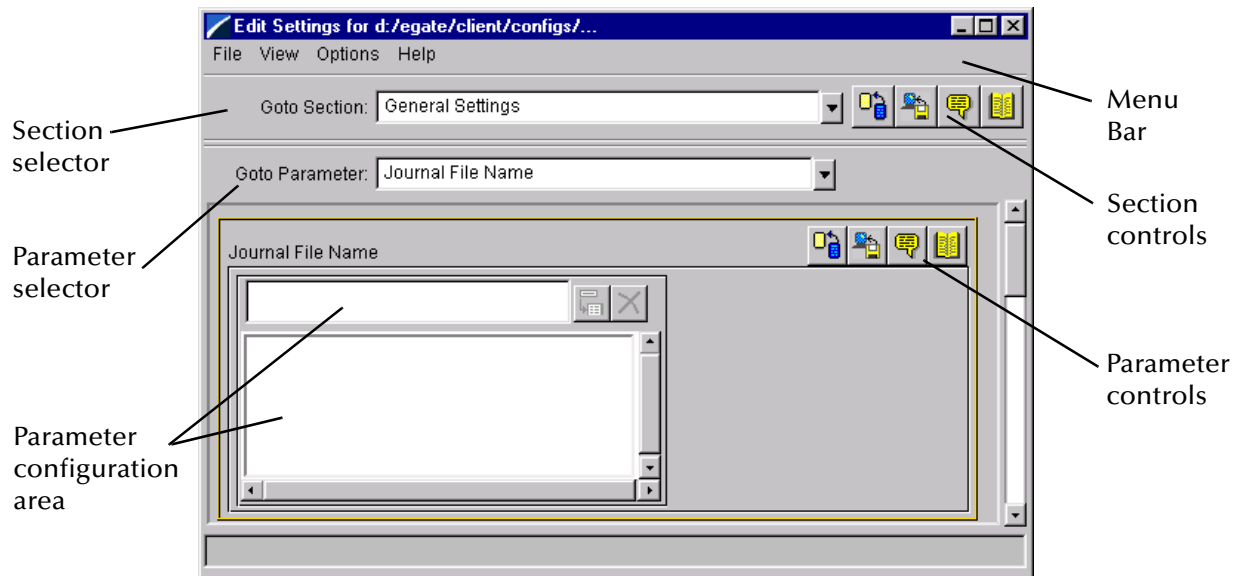 Edit Settings for d:/egate/client/configs/...
File View Options Help
Goto Section: General Settings
Menu
Bar
Section
selector
Goto Parameter: Journal File Name
Section
controls
Journal File Name
Parameter
selector
Parameter
controls
Parameter
configuration
area